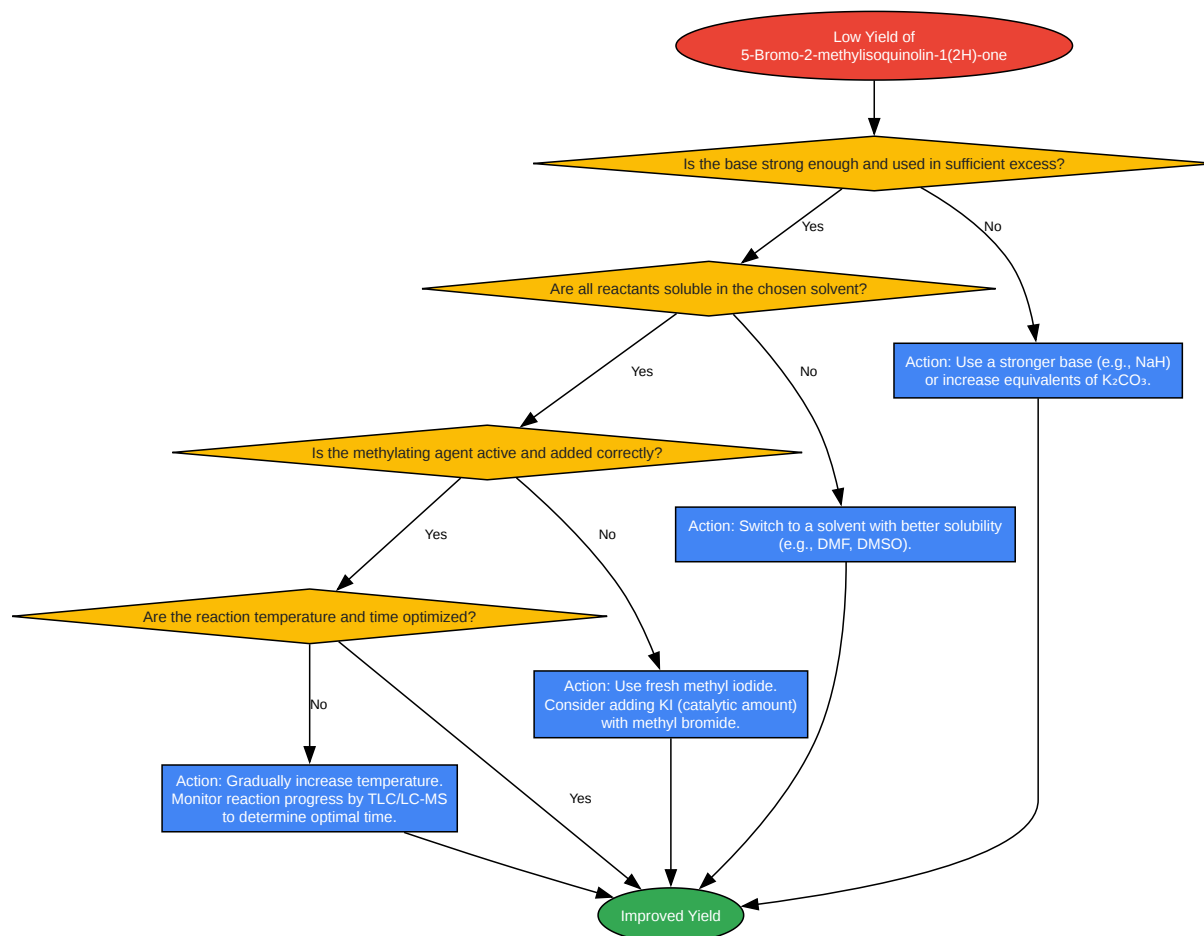 Low Yield of
5-Bromo-2-methylisoquinolin-1(2H)-one
Is the base strong enough and used in sufficient excess?
Yes
No
Are all reactants soluble in the chosen solvent?
Action: Use a stronger base (e.g., NaH)
or increase equivalents of K₂CO₃.
Yes
No
Is the methylating agent active and added correctly?
Action: Switch to a solvent with better solubility
(e.g., DMF, DMSO).
Yes
No
Are the reaction temperature and time optimized?
Action: Use fresh methyl iodide.
Consider adding KI (catalytic amount)
with methyl bromide.
No
Action: Gradually increase temperature.
Monitor reaction progress by TLC/LC-MS
to determine optimal time.
Yes
Improved Yield